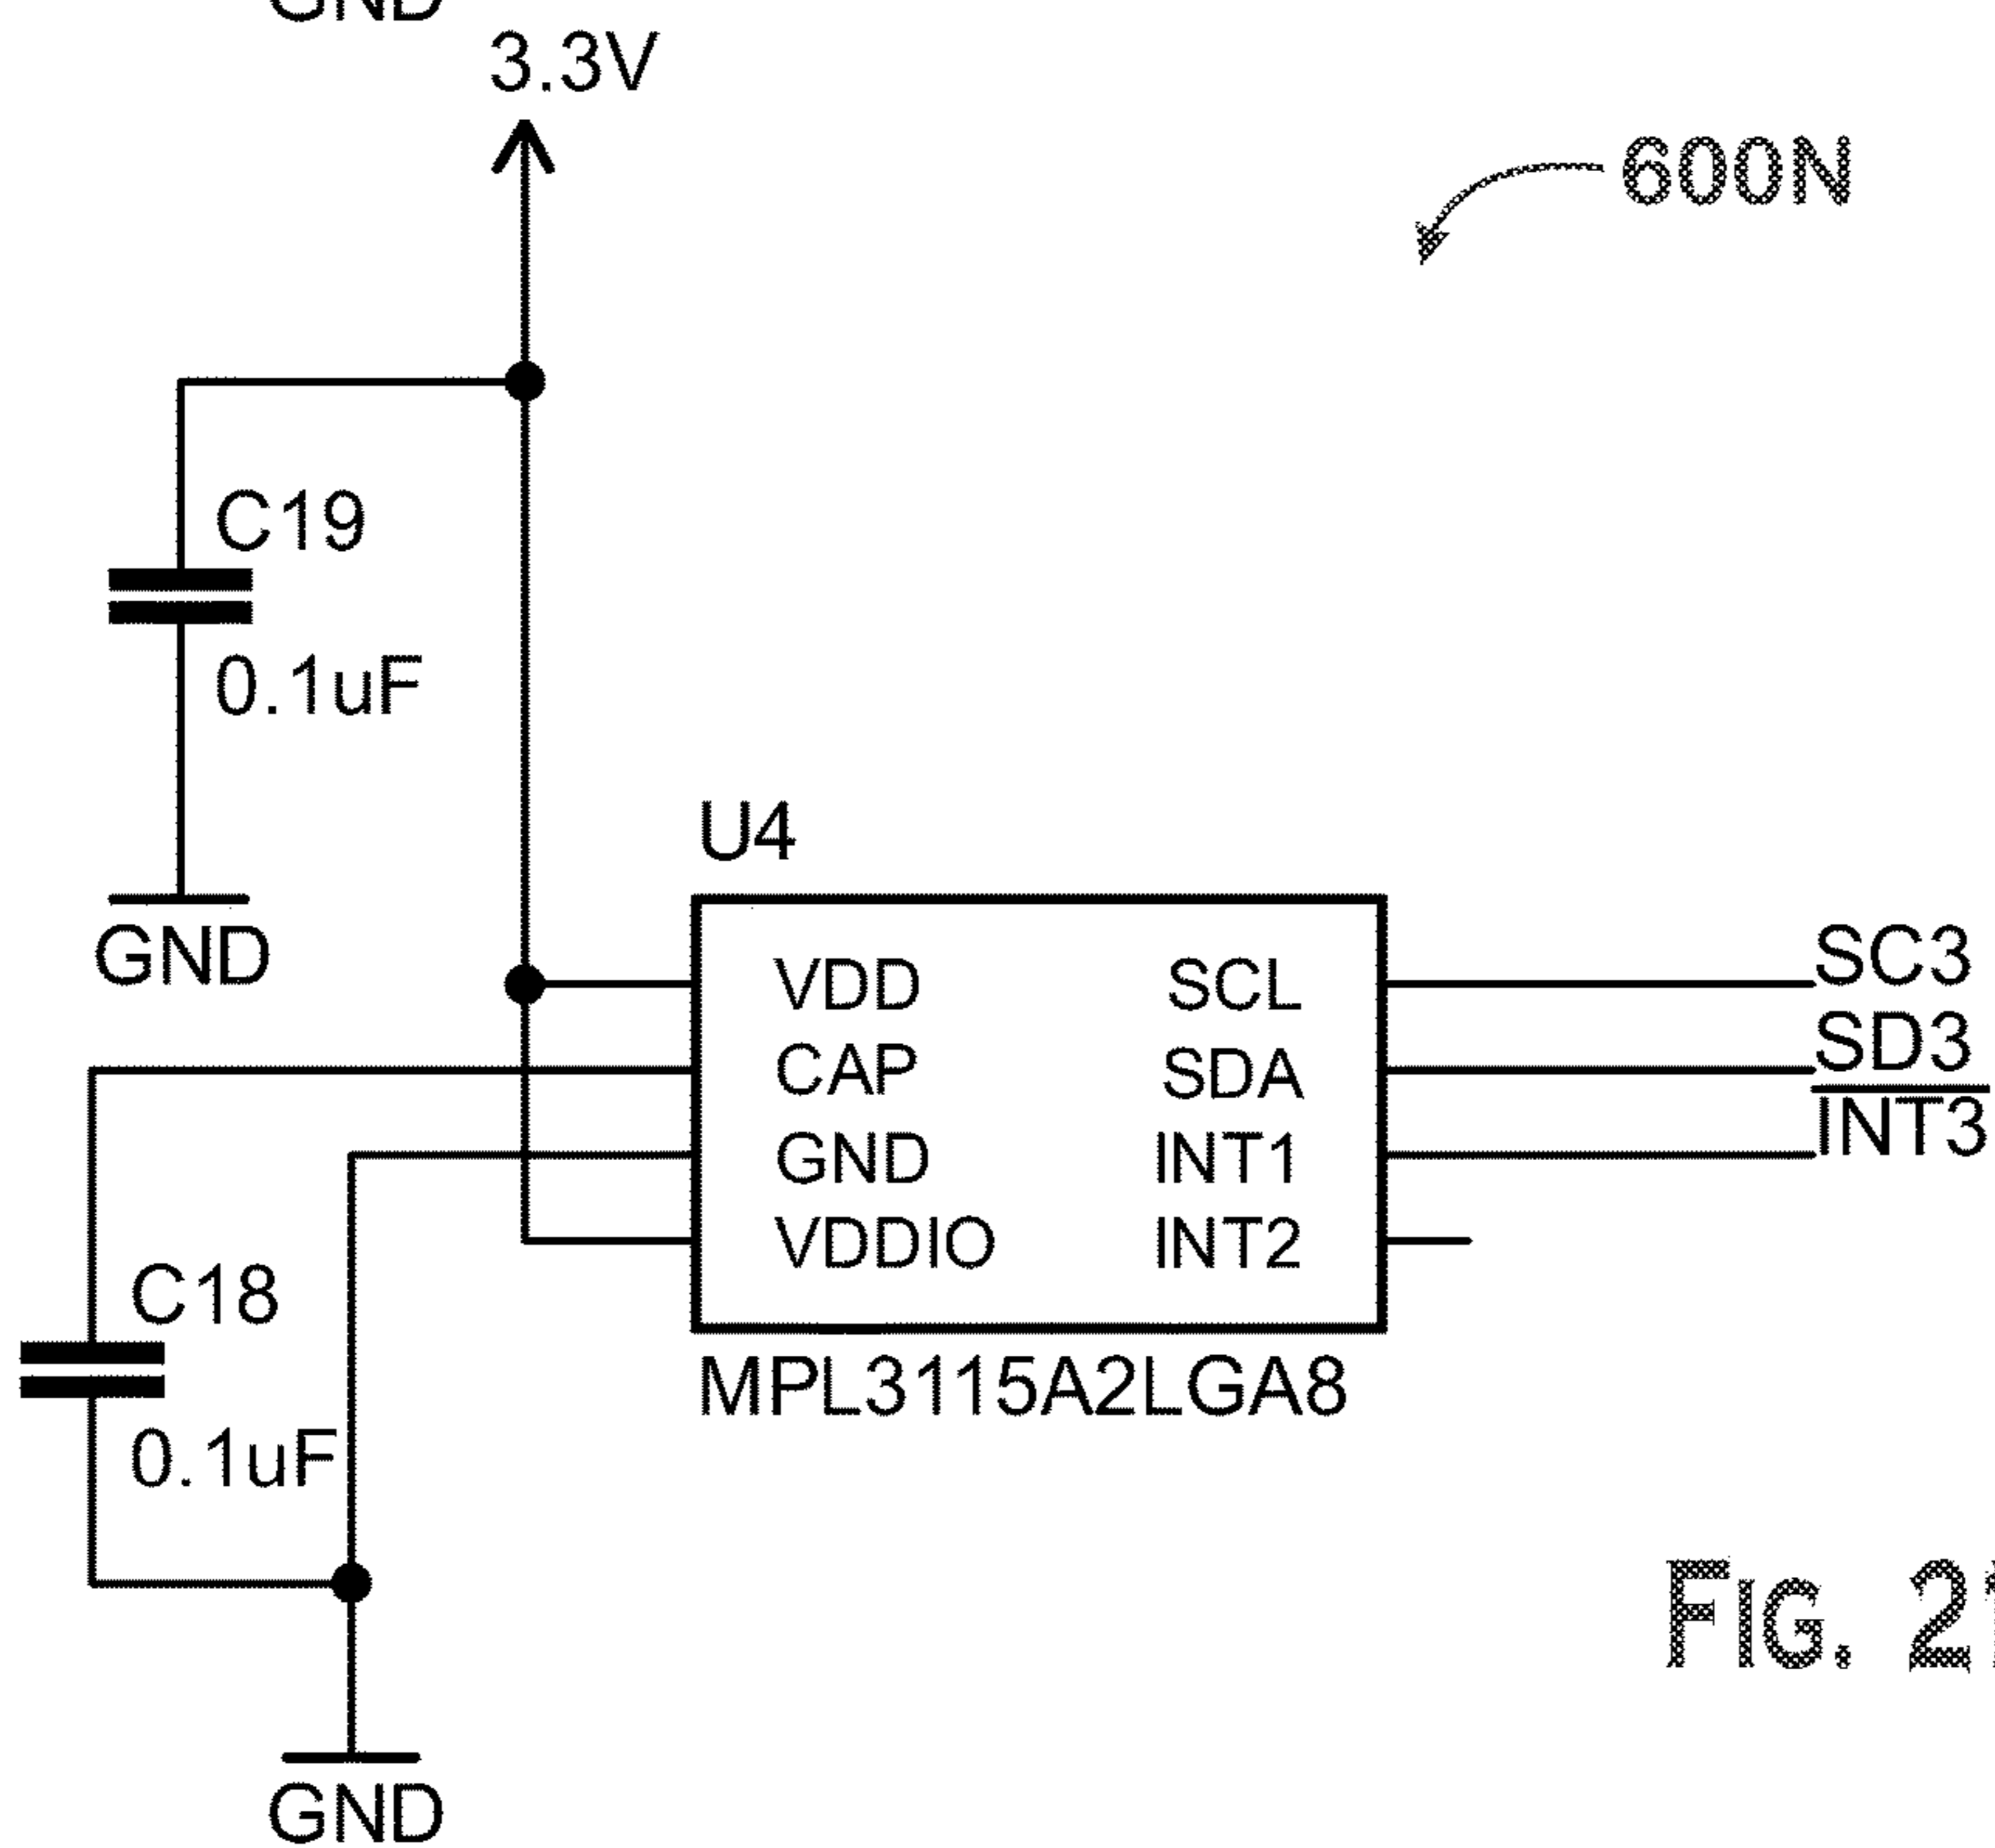 GND
3.3V
600N
C19
0.1uF
GND
U4
VDD SCL SC3
CAP SDA SD3
GND INT1 INT3
VDDIO INT2
MPL3115A2LGA8
C18
0.1uF
GND
FIG.